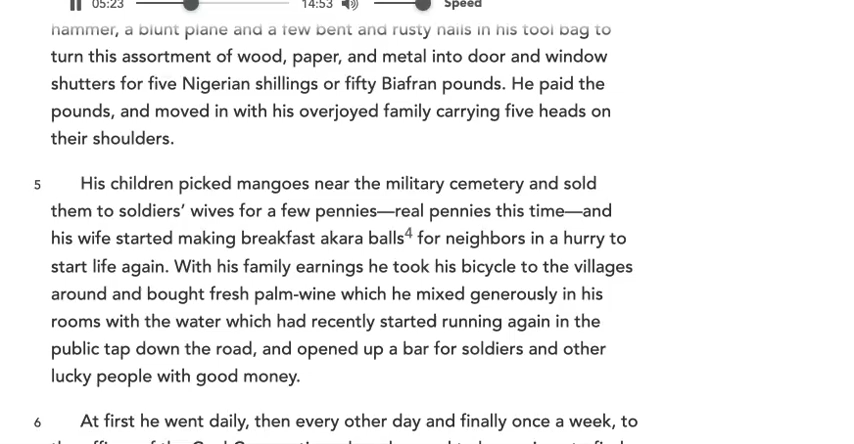 05:23 14:53 Speed
hammer, a blunt plane and a few bent and rusty nails in his tool bag to
turn this assortment of wood, paper, and metal into door and window
shutters for five Nigerian shillings or fifty Biafran pounds. He paid the
pounds, and moved in with his overjoyed family carrying five heads on
their shoulders.
5 His children picked mangoes near the military cemetery and sold
them to soldiers’ wives for a few pennies—real pennies this time—and
his wife started making breakfast akara balls4 for neighbors in a hurry to
start life again. With his family earnings he took his bicycle to the villages
around and bought fresh palm-wine which he mixed generously in his
rooms with the water which had recently started running again in the
public tap down the road, and opened up a bar for soldiers and other
lucky people with good money.
6 At first he went daily, then every other day and finally once a week, to